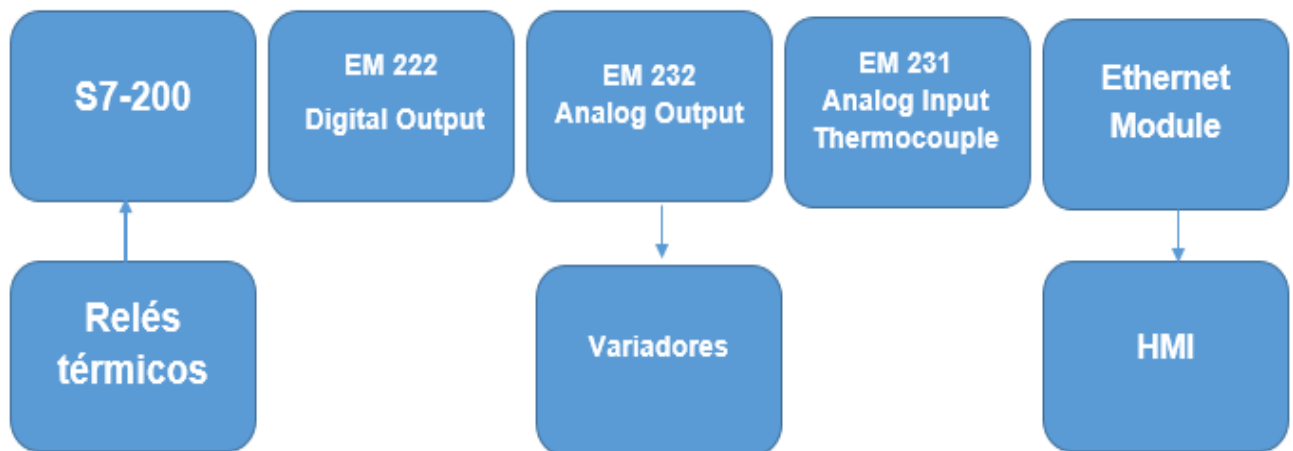 S7-200
EM 222
Digital Output
EM 232
Analog Output
EM 231
Analog Input
Thermocouple
Ethernet
Module
Relés
térmicos
Variadores
HMI